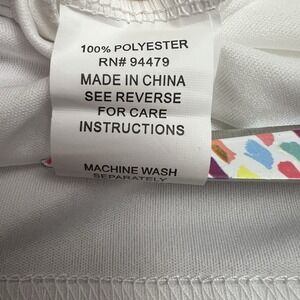 100% POLYESTER
RN# 94479
MADE IN CHINA
SEE REVERSE
FOR CARE
INSTRUCTIONS
MACHINE WASH
SEPARATELY